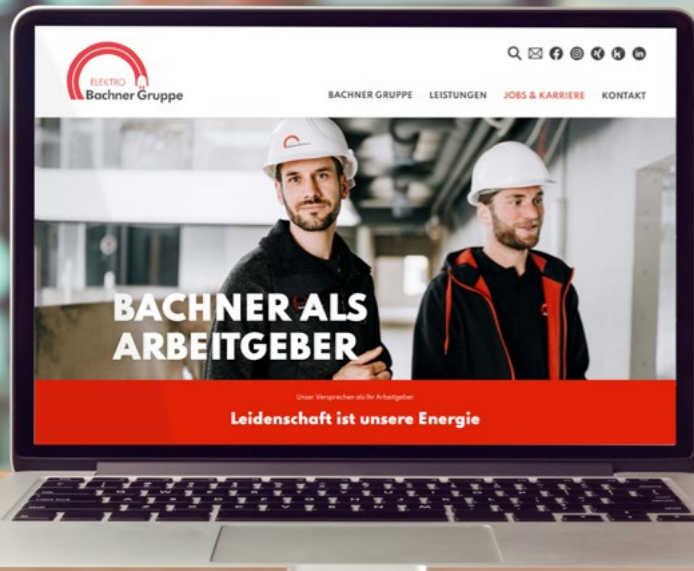 ELEKTRO
Bachner Gruppe
BACHNER GRUPPE LEISTUNGEN JOBS & KARRIERE KONTAKT
BACHNER ALS
ARBEITGEBER
Unser Versprechen als Ihr Arbeitgeber
Leidenschaft ist unsere Energie